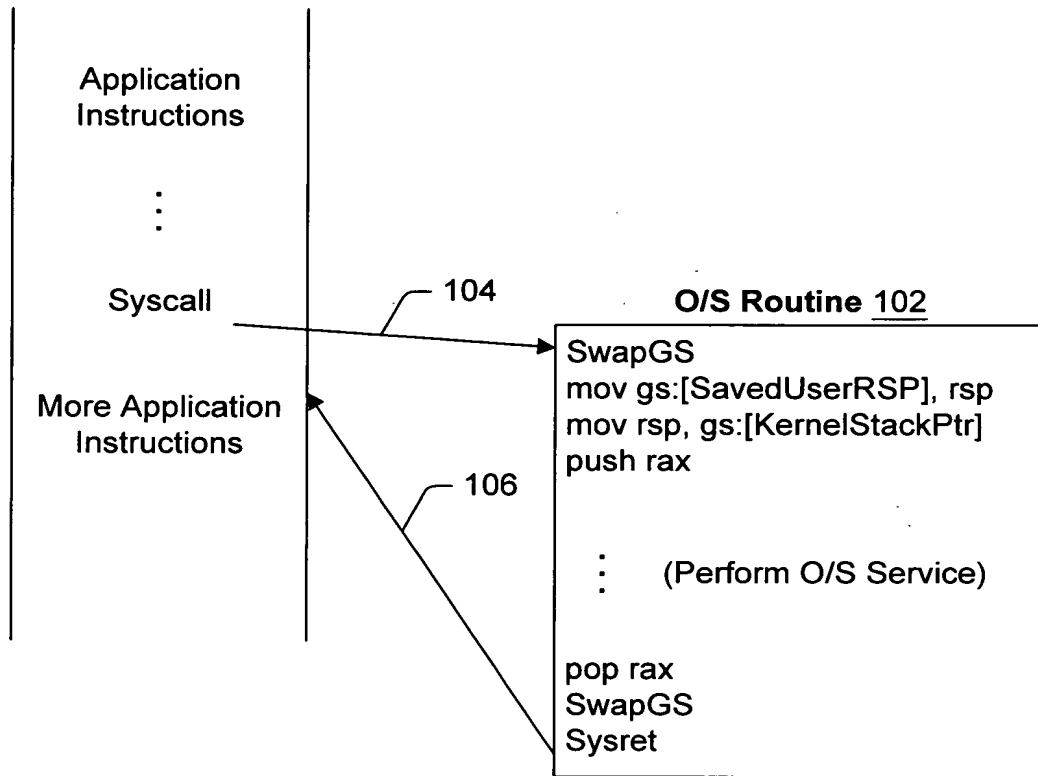 Application
Instructions
Syscall
104
More Application
Instructions
106
O/S Routine 102
SwapGS
mov gs:[SavedUserRSP], rsp
mov rsp, gs:[KernelStackPtr]
push rax
(Perform O/S Service)
pop rax
SwapGS
Sysret